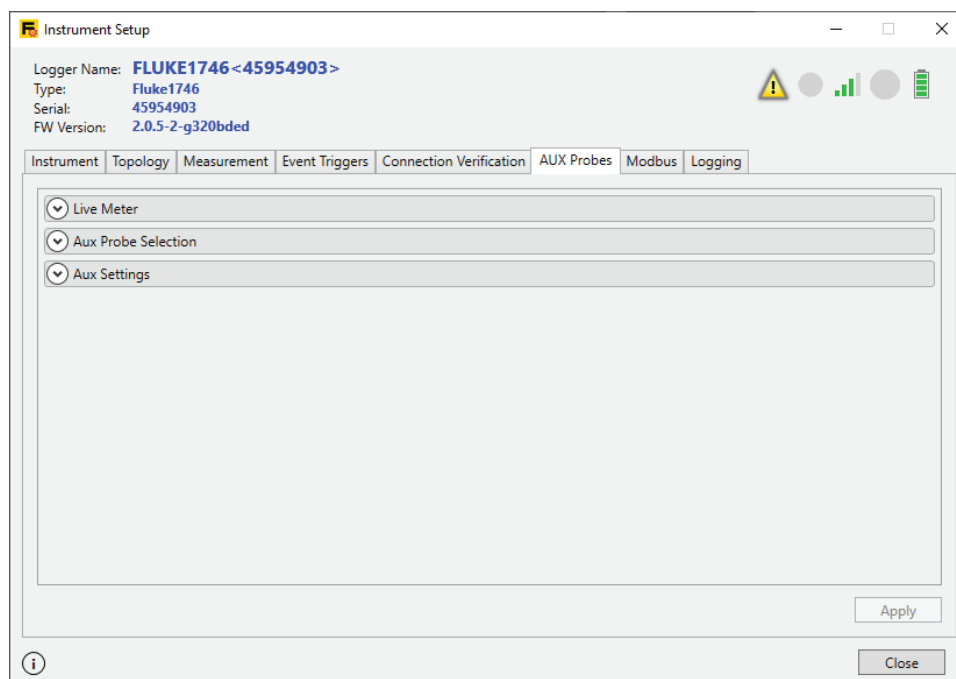 Instrument Setup
Logger Name: FLUKE1746<45954903>
Type: Fluke1746
Serial: 45954903
FW Version: 2.0.5-2-g320bded
Instrument Topology Measurement Event Triggers Connection Verification AUX Probes Modbus Logging
Live Meter
Aux Probe Selection
Aux Settings
Apply
Close